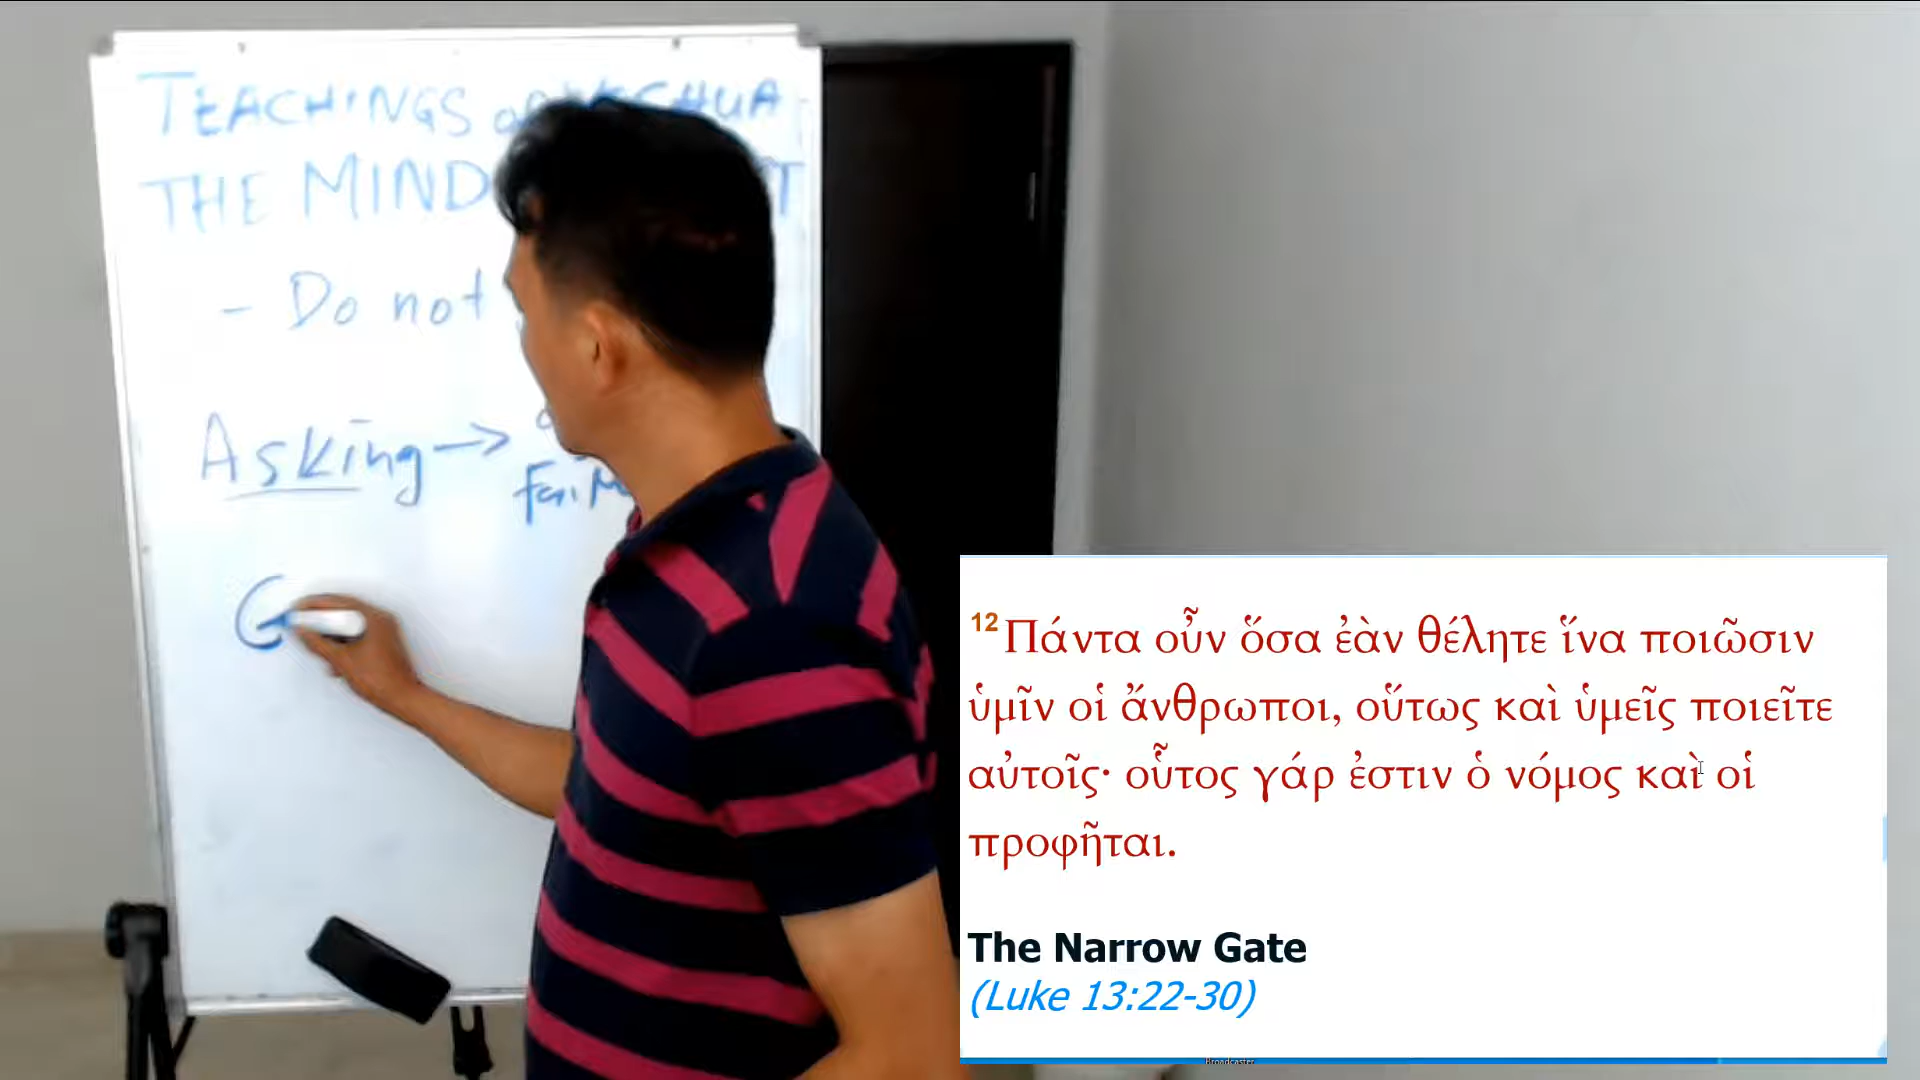 TEACHINGS
THE MIND
- Do not
Asking →
G
12 Πάντα οὖν ὅσα ἐὰν θέλητε ἵνα ποιῶσιν
ὑμῖν οἱ ἄνθρωποι, οὕτως καὶ ὑμεῖς ποιεῖτε
αὐτοῖς· οὗτος γάρ ἐστιν ὁ νόμος καὶ οἱ
προφῆται.
The Narrow Gate
(Luke 13:22-30)
Broadcaster